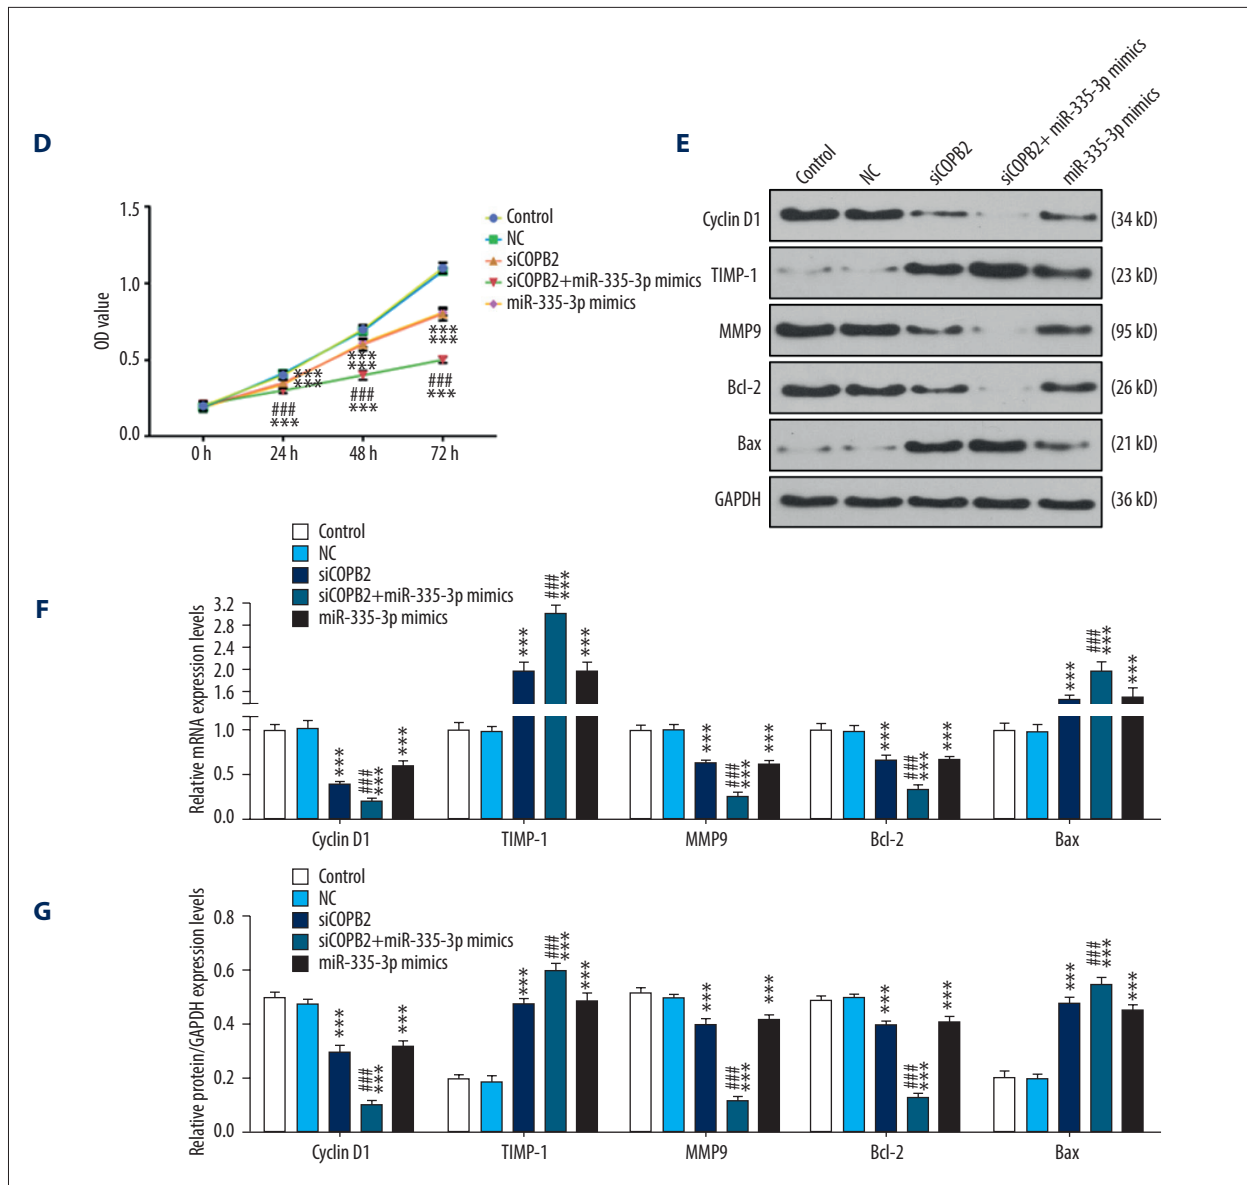 D
1.5
1.0
0.5
0.0
OD value
0 h
24 h
48 h
72 h
***
***
***
***
***
***
###
***
###
***
###
***
Control
NC
siCOPB2
siCOPB2+miR-335-3p mimics
miR-335-3p mimics
E
Control
NC
siCOPB2
siCOPB2+ miR-335-3p mimics
miR-335-3p mimics
Cyclin D1
(34 kD)
TIMP-1
(23 kD)
MMP9
(95 kD)
Bcl-2
(26 kD)
Bax
(21 kD)
GAPDH
(36 kD)
F
Control
NC
siCOPB2
siCOPB2+miR-335-3p mimics
miR-335-3p mimics
Relative mRNA expression levels
3.2
2.8
2.4
2.0
1.6
1.0
0.5
0.0
***
###
***
***
***
###
***
***
***
###
***
***
***
###
***
***
***
###
***
***
Cyclin D1
TIMP-1
MMP9
Bcl-2
Bax
G
Control
NC
siCOPB2
siCOPB2+miR-335-3p mimics
miR-335-3p mimics
Relative protein/GAPDH expression levels
0.8
0.6
0.4
0.2
0.0
***
###
***
***
***
###
***
***
***
###
***
***
***
###
***
***
***
###
***
***
Cyclin D1
TIMP-1
MMP9
Bcl-2
Bax